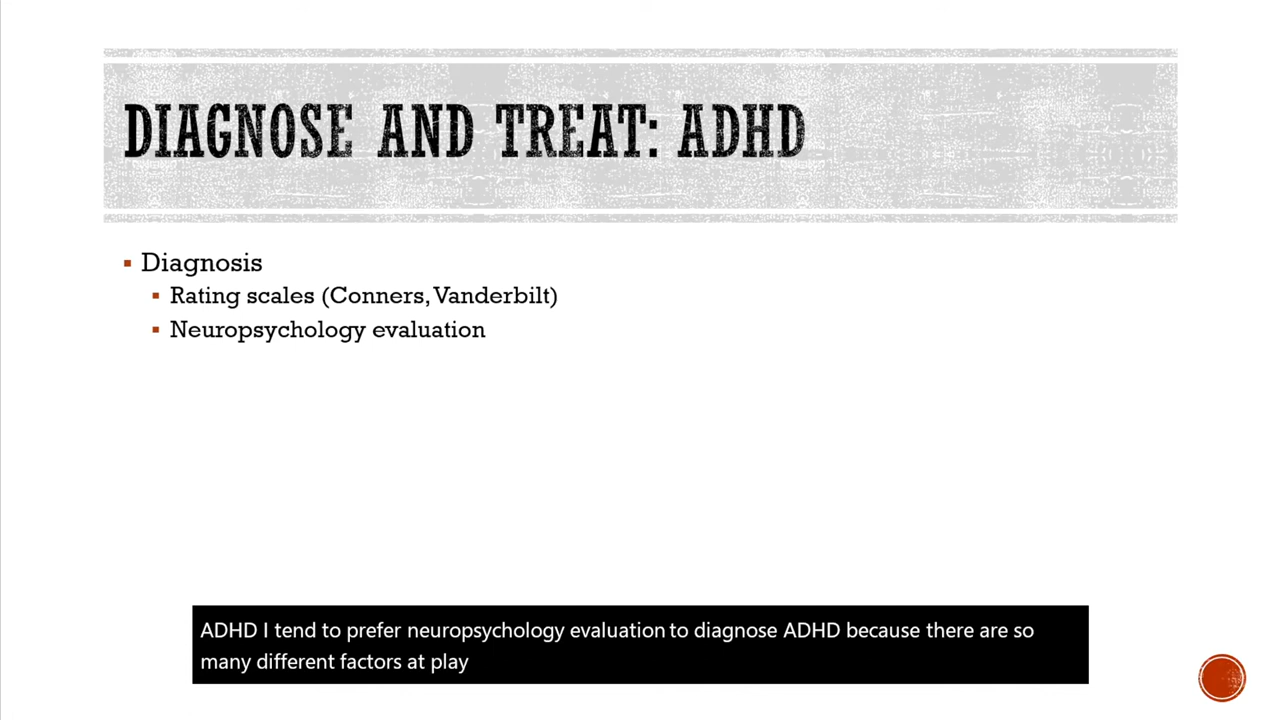 DIAGNOSE AND TREAT: ADHD
Diagnosis
Rating scales (Conners, Vanderbilt)
Neuropsychology evaluation
ADHD I tend to prefer neuropsychology evaluation to diagnose ADHD because there are so
many different factors at play